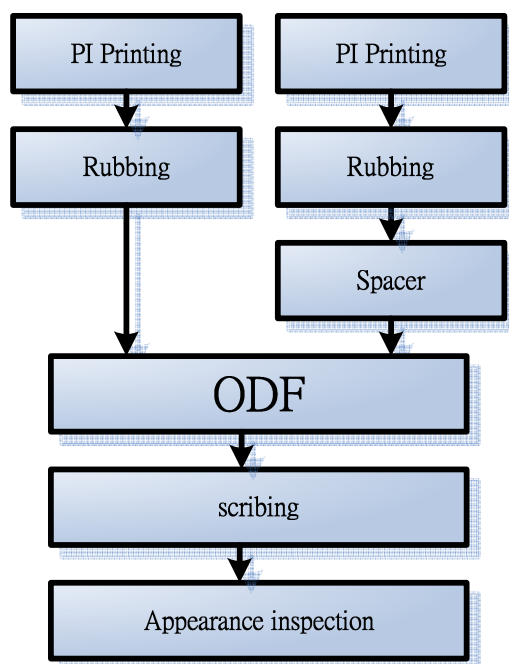 PI Printing
PI Printing
Rubbing
Rubbing
Spacer
ODF
scribing
Appearance inspection